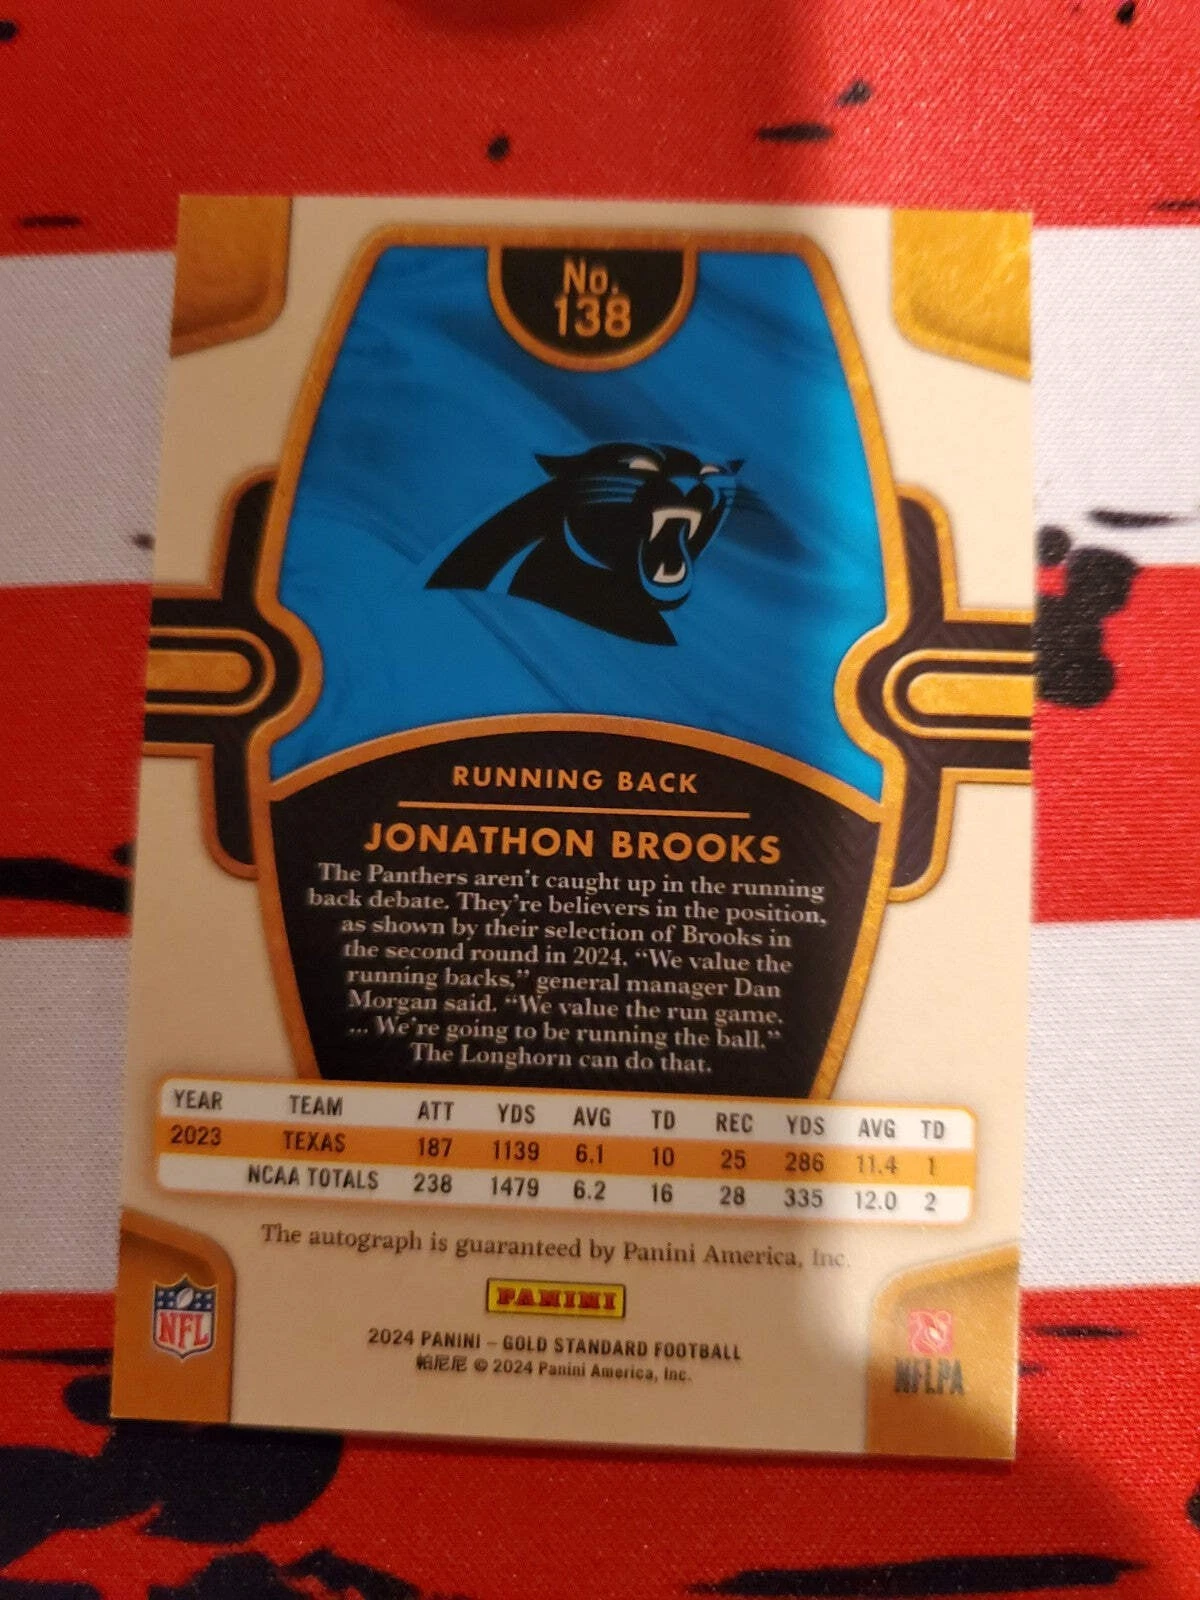 No.
138
RUNNING BACK
JONATHON BROOKS
The Panthers aren't caught up in the running
back debate. They're believers in the position,
as shown by their selection of Brooks in
the second round in 2024. “We value the
running backs,” general manager Dan
Morgan said. “We value the run game.
... We're going to be running the ball.”
The Longhorn can do that.
YEAR TEAM ATT YDS AVG TD REC YDS AVG TD
2023 TEXAS 187 1139 6.1 10 25 286 11.4 1
NCAA TOTALS 238 1479 6.2 16 28 335 12.0 2
The autograph is guaranteed by Panini America, Inc.
PANINI
NFL
2024 PANINI – GOLD STANDARD FOOTBALL
帕尼尼 © 2024 Panini America, Inc.
NFLPA